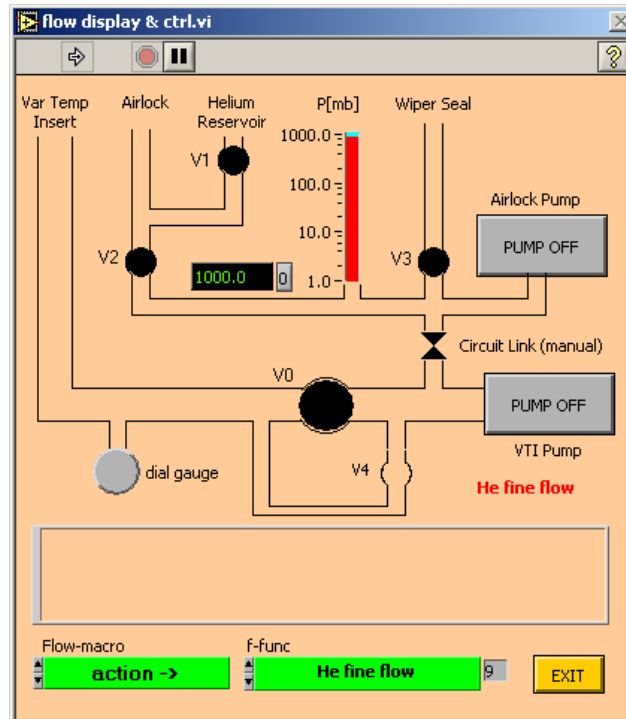 flow display & ctrl.vi
Var Temp
Insert
Airlock
Helium
Reservoir
P[mb]
Wiper Seal
V1
1000.0
100.0
10.0
1.0
Airlock Pump
PUMP OFF
V2
1000.0
0
V3
Circuit Link (manual)
V0
PUMP OFF
VTI Pump
dial gauge
V4
He fine flow
Flow-macro
f-func
action ->
He fine flow
9
EXIT